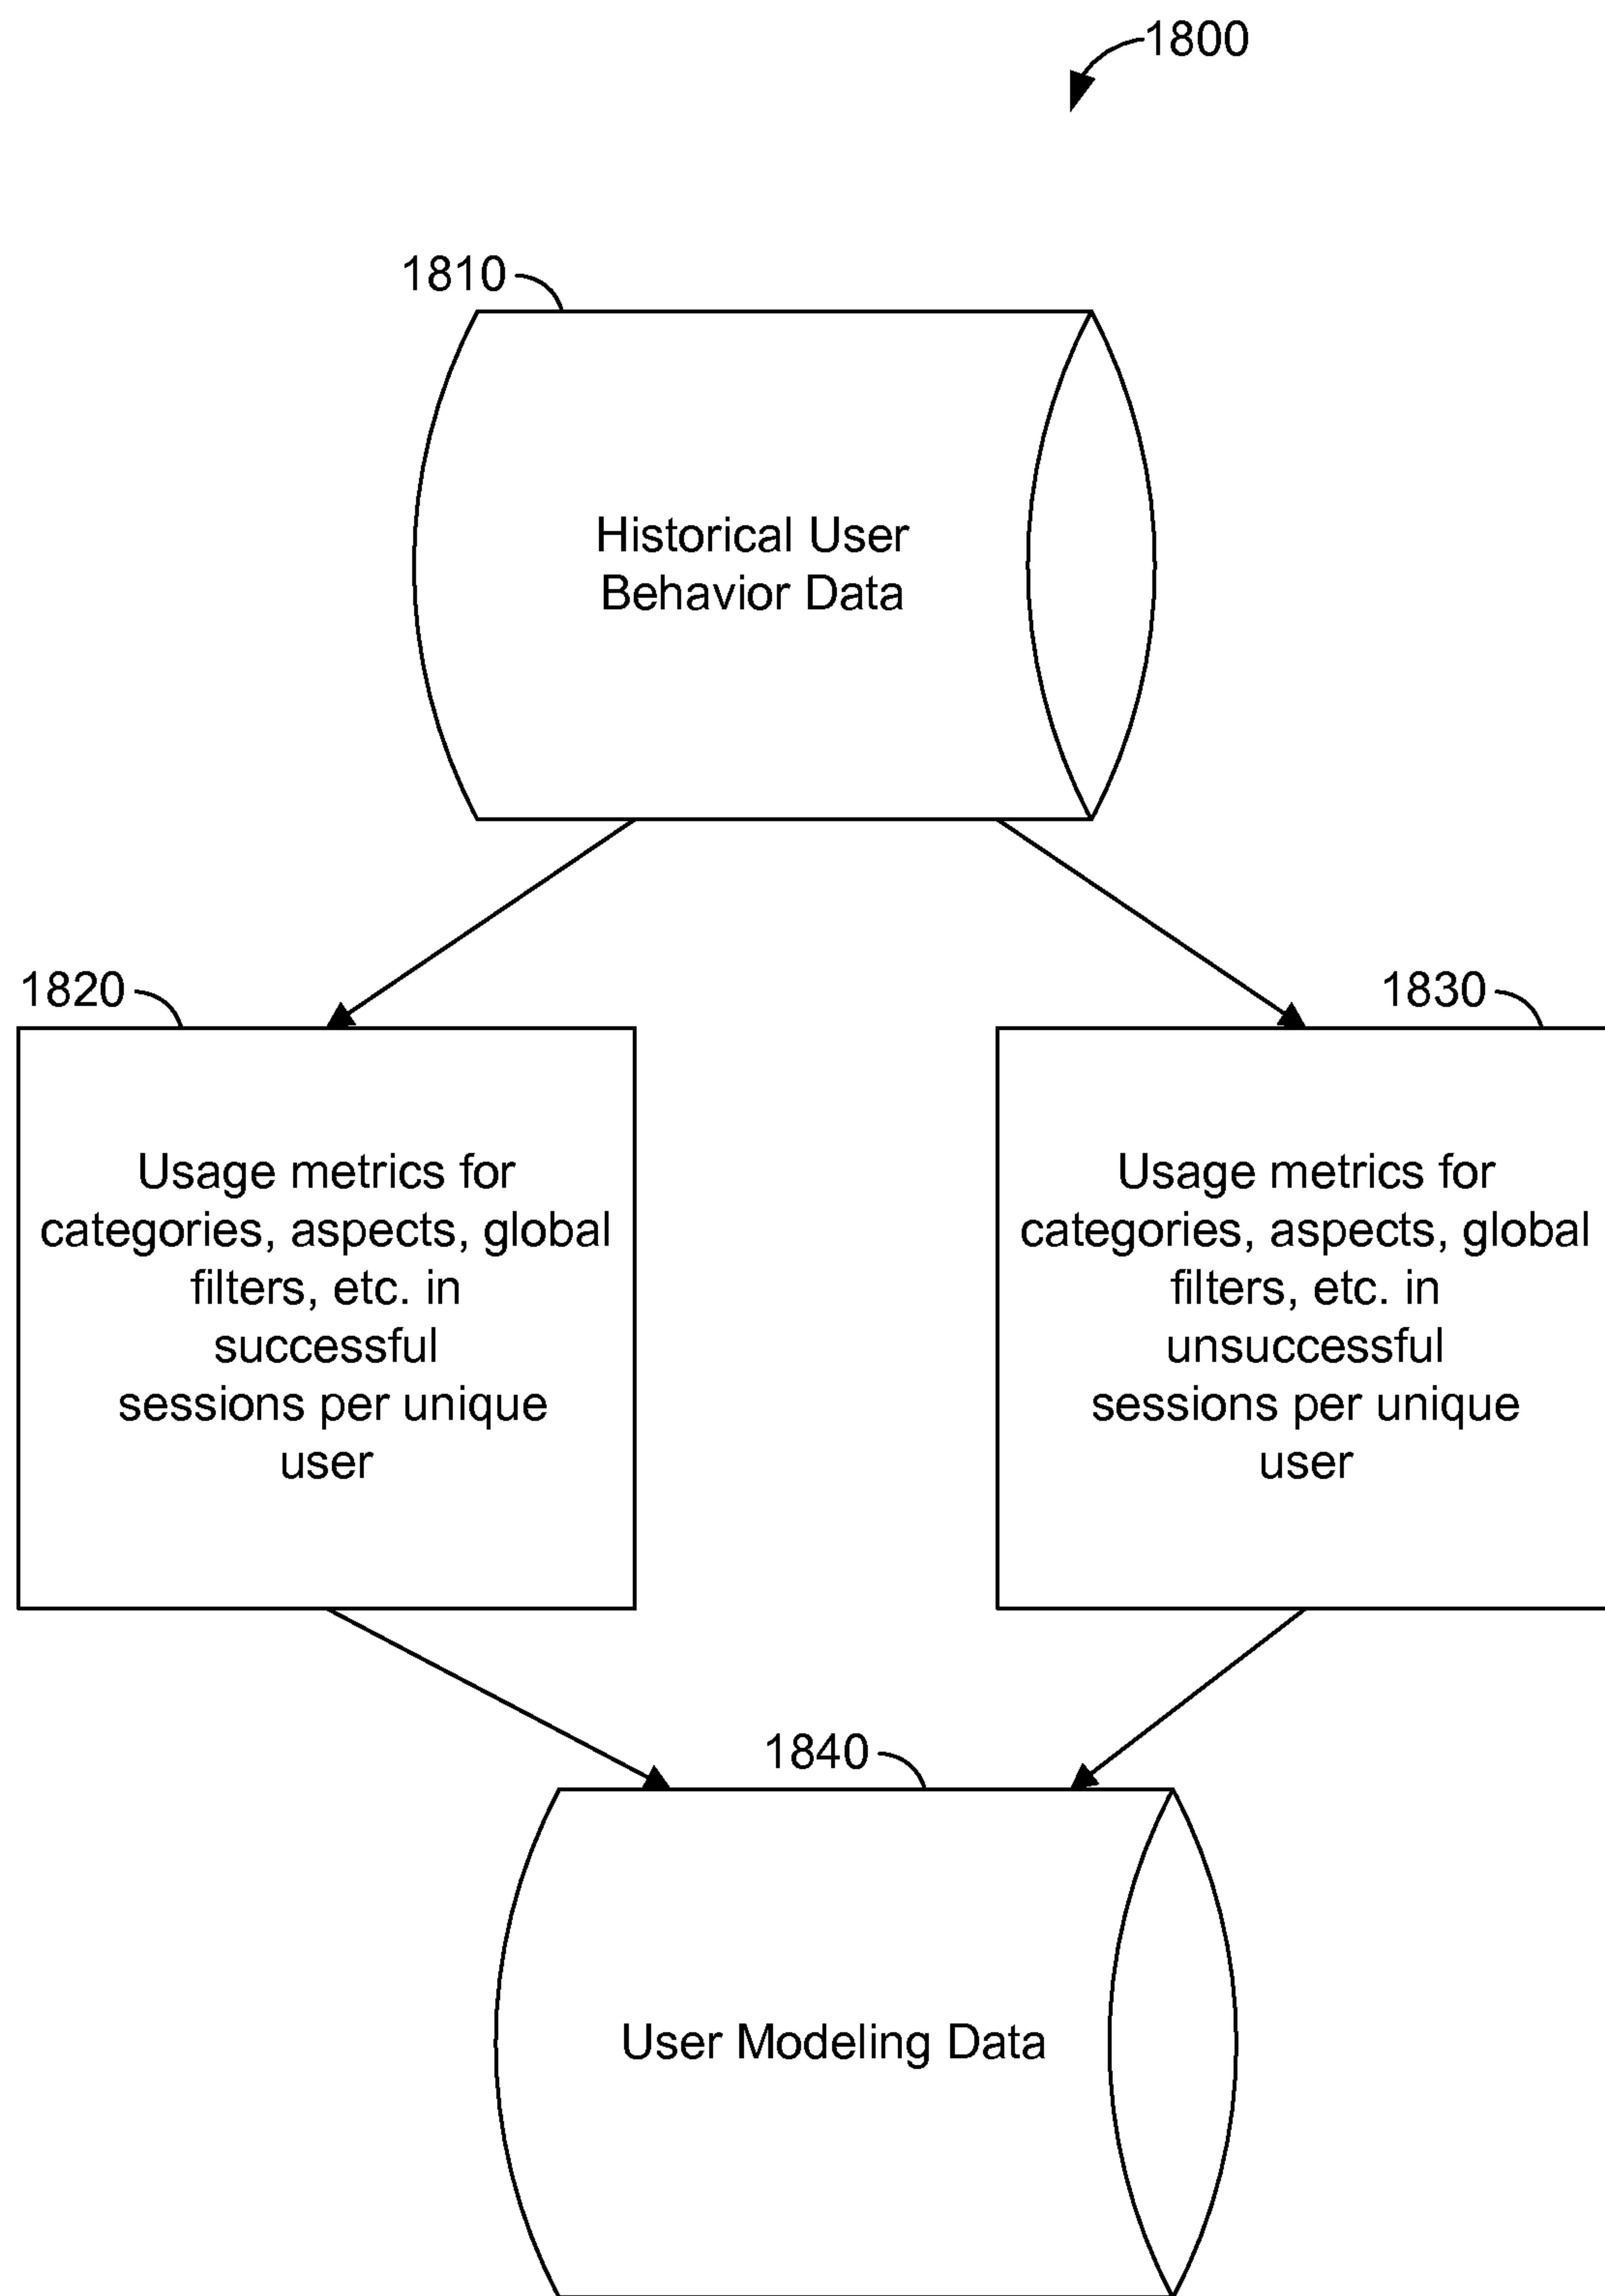 1800
1810
Historical User
Behavior Data
1820
1830
Usage metrics for
categories, aspects, global
filters, etc. in
successful
sessions per unique
user
Usage metrics for
categories, aspects, global
filters, etc. in
unsuccessful
sessions per unique
user
1840
User Modeling Data